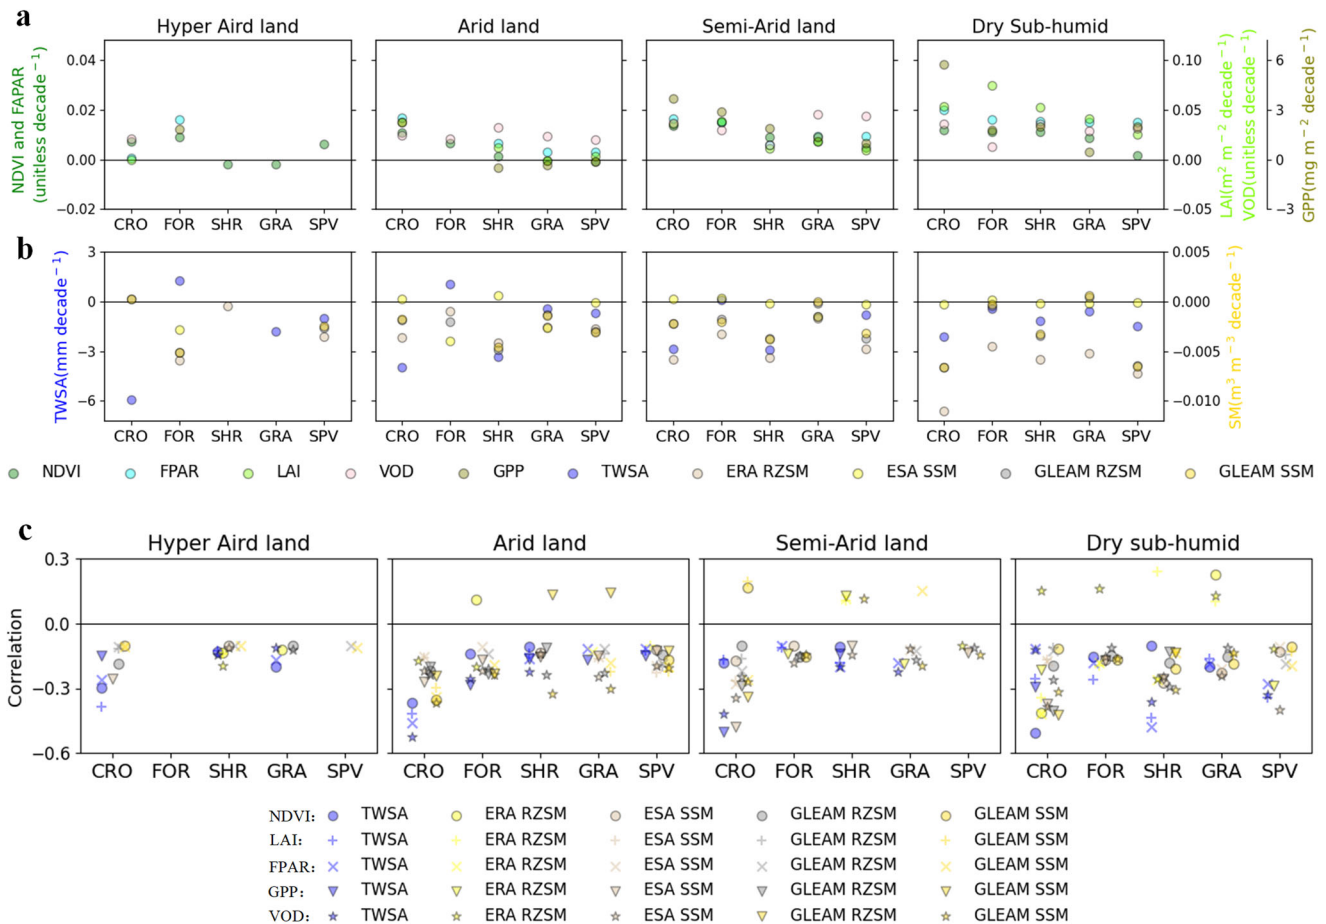 a
Hyper Aird land Arid land Semi-Arid land Dry Sub-humid
NDVI and FAPAR
(unitless decade⁻¹)
0.04
0.02
0.00
−0.02
0.10
0.05
0.00
−0.05
LAI(m² m⁻² decade⁻¹)
VOD(unitless decade⁻¹)
6
3
0
−3
GPP(mg m⁻² decade⁻¹)
CRO FOR SHR GRA SPV CRO FOR SHR GRA SPV CRO FOR SHR GRA SPV CRO FOR SHR GRA SPV
b
TWSA(mm decade⁻¹)
3
0
−3
−6
0.005
0.000
−0.005
−0.010
SM(m³ m⁻³ decade⁻¹)
CRO FOR SHR GRA SPV CRO FOR SHR GRA SPV CRO FOR SHR GRA SPV CRO FOR SHR GRA SPV
NDVI FPAR LAI VOD GPP TWSA ERA RZSM ESA SSM GLEAM RZSM GLEAM SSM
c
Hyper Aird land Arid land Semi-Arid land Dry sub-humid
Correlation
0.3
0.0
−0.3
−0.6
CRO FOR SHR GRA SPV CRO FOR SHR GRA SPV CRO FOR SHR GRA SPV CRO FOR SHR GRA SPV
NDVI: TWSA ERA RZSM ESA SSM GLEAM RZSM GLEAM SSM
LAI: TWSA ERA RZSM ESA SSM GLEAM RZSM GLEAM SSM
FPAR: TWSA ERA RZSM ESA SSM GLEAM RZSM GLEAM SSM
GPP: TWSA ERA RZSM ESA SSM GLEAM RZSM GLEAM SSM
VOD: TWSA ERA RZSM ESA SSM GLEAM RZSM GLEAM SSM